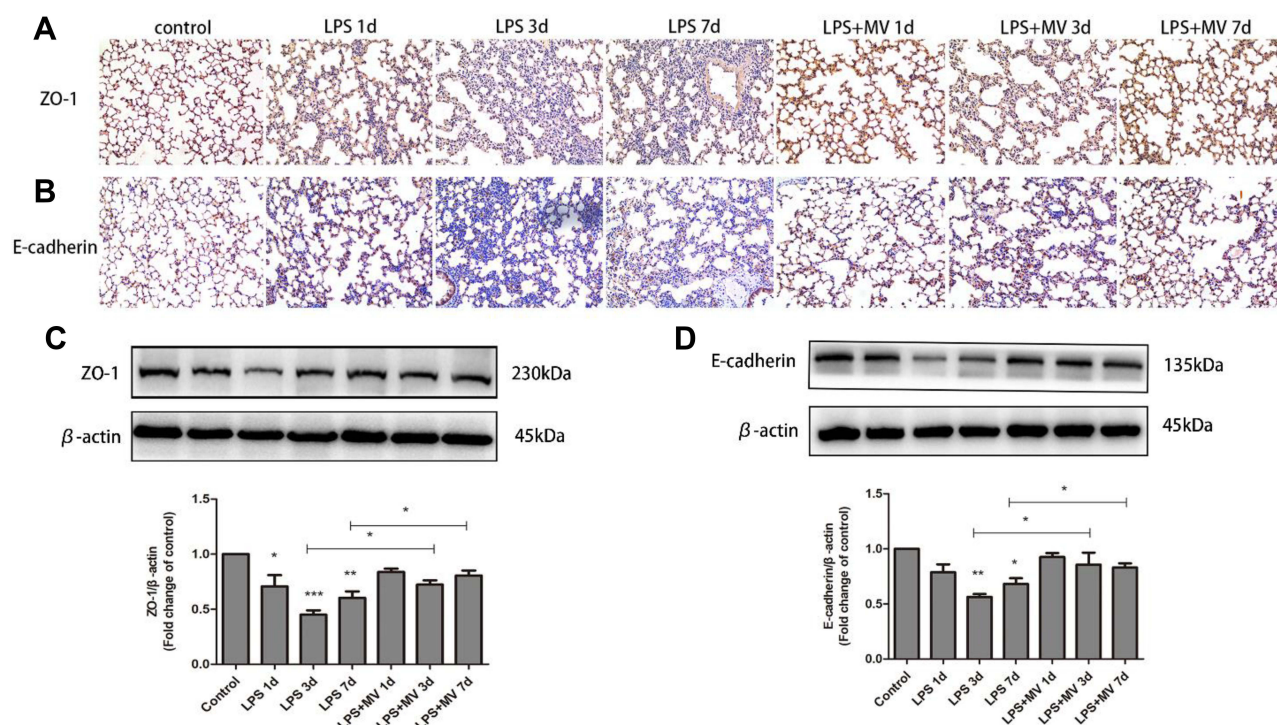 A
control
LPS 1d
LPS 3d
LPS 7d
LPS+MV 1d
LPS+MV 3d
LPS+MV 7d
ZO-1
B
E-cadherin
C
ZO-1
230kDa
β-actin
45kDa
1.5
1.0
0.5
0.0
ZO-1/β-actin
(Fold change of control)
*
***
**
*
*
Control
LPS 1d
LPS 3d
LPS 7d
LPS+MV 1d
LPS+MV 3d
LPS+MV 7d
D
E-cadherin
135kDa
β-actin
45kDa
1.5
1.0
0.5
0.0
E-cadherin/β-actin
(Fold change of control)
**
*
*
*
Control
LPS 1d
LPS 3d
LPS 7d
LPS+MV 1d
LPS+MV 3d
LPS+MV 7d